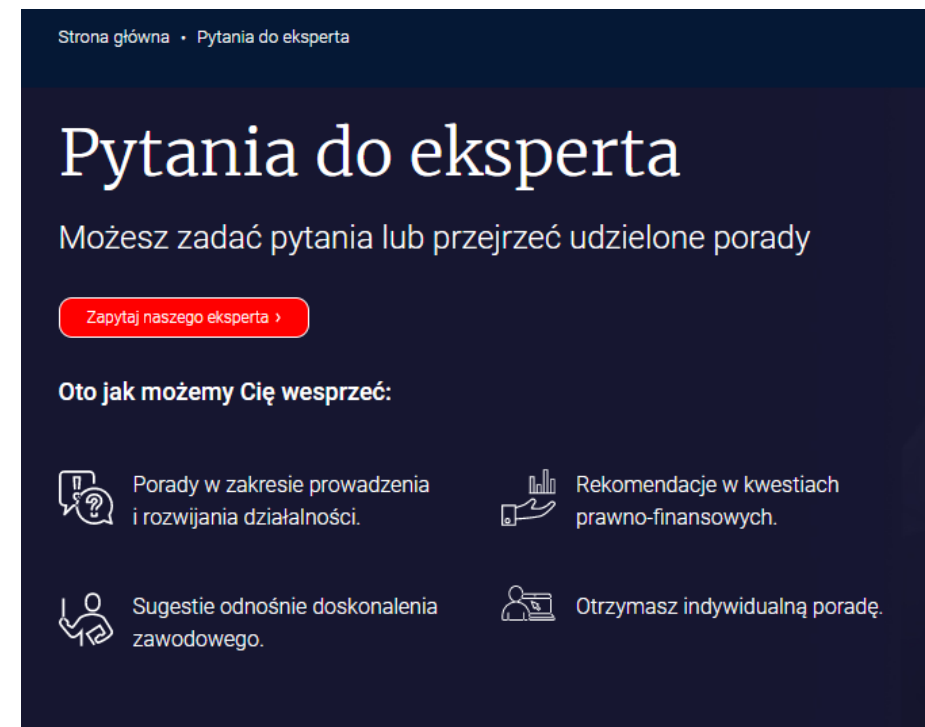 Strona główna • Pytania do eksperta
Pytania do eksperta
Możesz zadać pytania lub przejrzeć udzielone porady
Zapytaj naszego eksperta ›
Oto jak możemy Cię wesprzeć:
Porady w zakresie prowadzenia
i rozwijania działalności.
Rekomendacje w kwestiach
prawno-finansowych.
Sugestie odnośnie doskonalenia
zawodowego.
Otrzymasz indywidualną poradę.